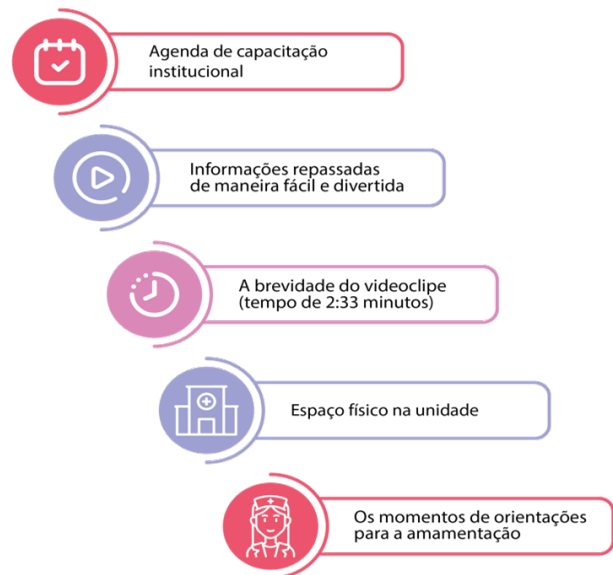 Agenda de capacitação
institucional
Informações repassadas
de maneira fácil e divertida
A brevidade do videoclipe
(tempo de 2:33 minutos)
Espaço físico na unidade
Os momentos de orientações
para a amamentação